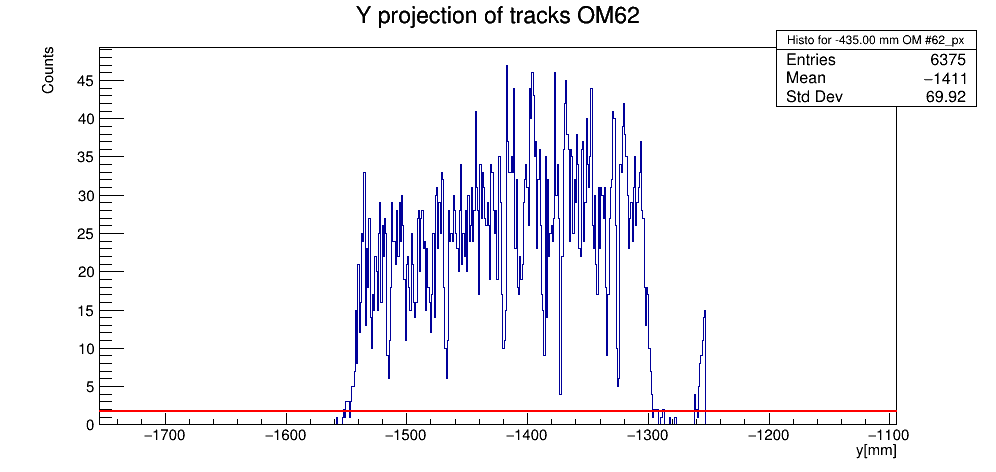 Y projection of tracks OM62
Histo for -435.00 mm OM #62_px
Entries 6375
Mean −1411
Std Dev 69.92
Counts
45
40
35
30
25
20
15
10
5
0
−1700 −1600 −1500 −1400 −1300 −1200 −1100
y[mm]